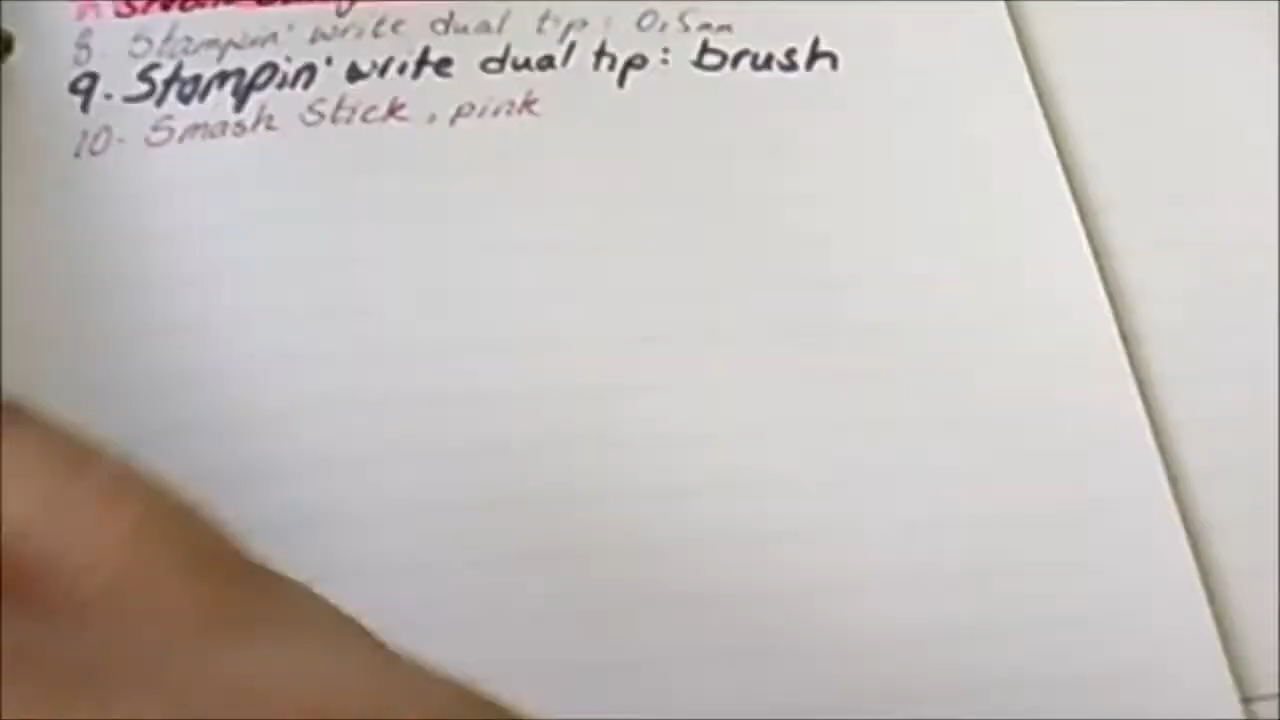 8. Stampin' write dual tip: 0,5mm
9. Stampin' write dual tip: brush
10. Smash Stick, pink